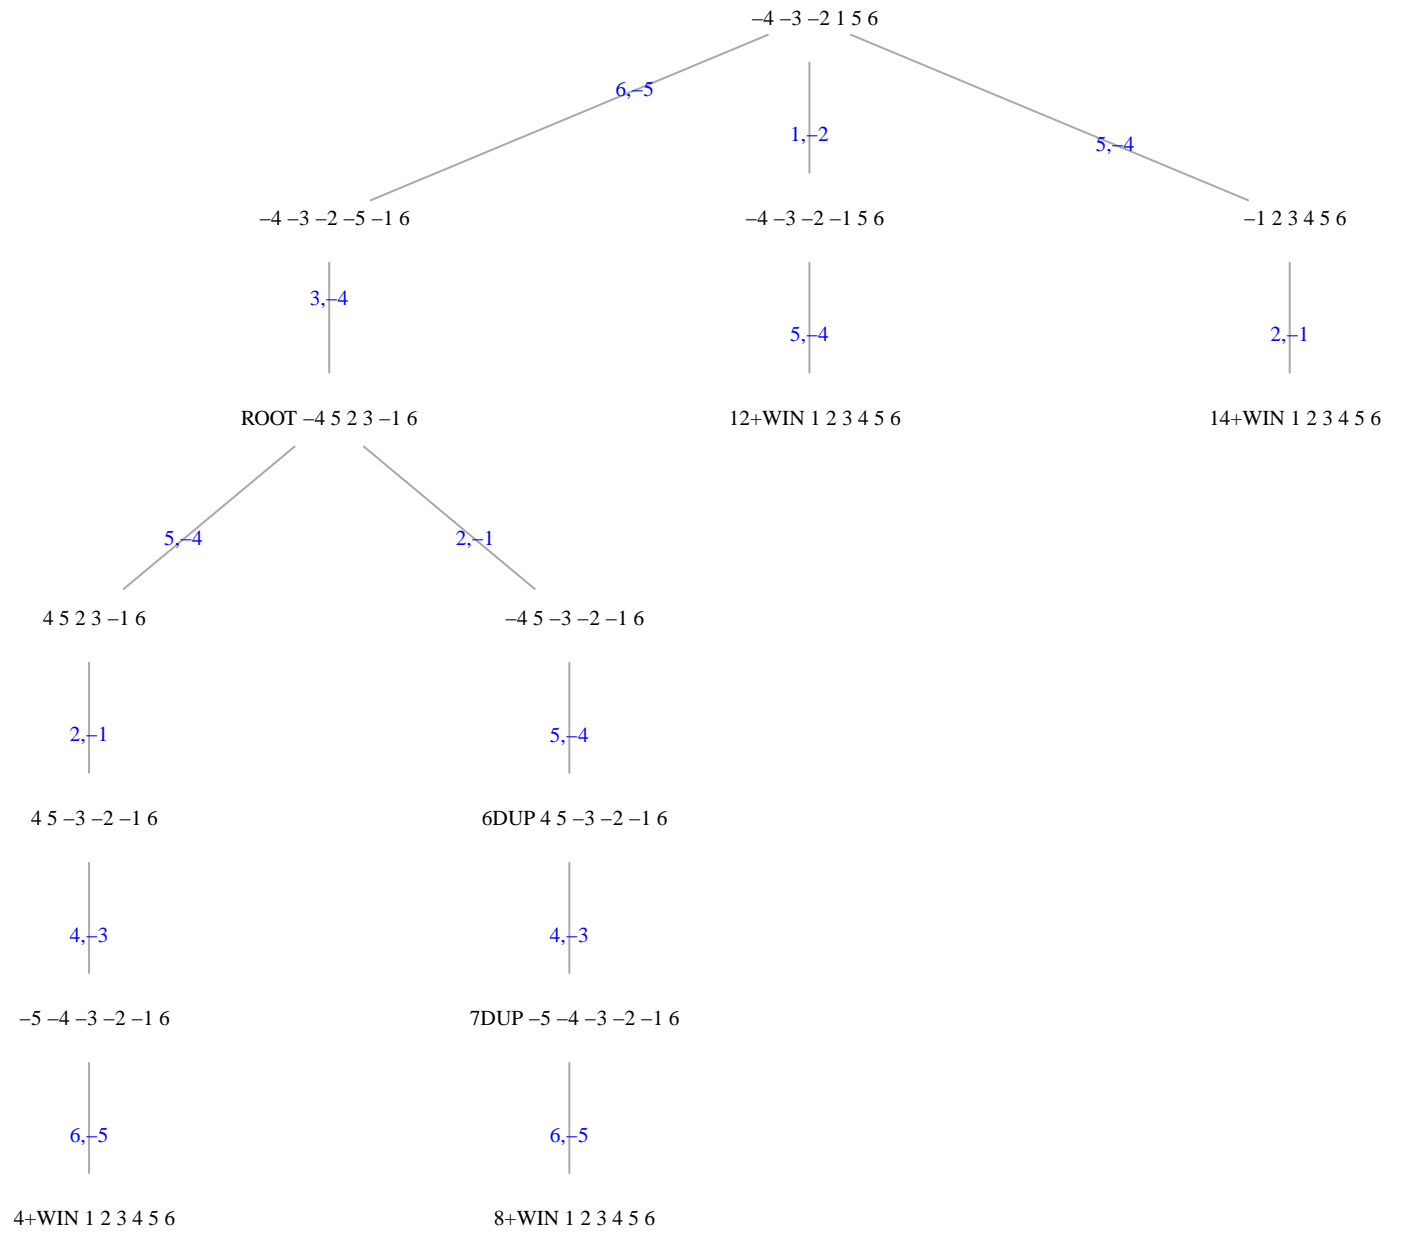 –4 –3 –2 1 5 6
6,–5
1,–2
5,–4
–4 –3 –2 –5 –1 6
–4 –3 –2 –1 5 6
–1 2 3 4 5 6
3,–4
5,–4
2,–1
ROOT –4 5 2 3 –1 6
12+WIN 1 2 3 4 5 6
14+WIN 1 2 3 4 5 6
5,–4
2,–1
4 5 2 3 –1 6
–4 5 –3 –2 –1 6
2,–1
5,–4
4 5 –3 –2 –1 6
6DUP 4 5 –3 –2 –1 6
4,–3
4,–3
–5 –4 –3 –2 –1 6
7DUP –5 –4 –3 –2 –1 6
6,–5
6,–5
4+WIN 1 2 3 4 5 6
8+WIN 1 2 3 4 5 6